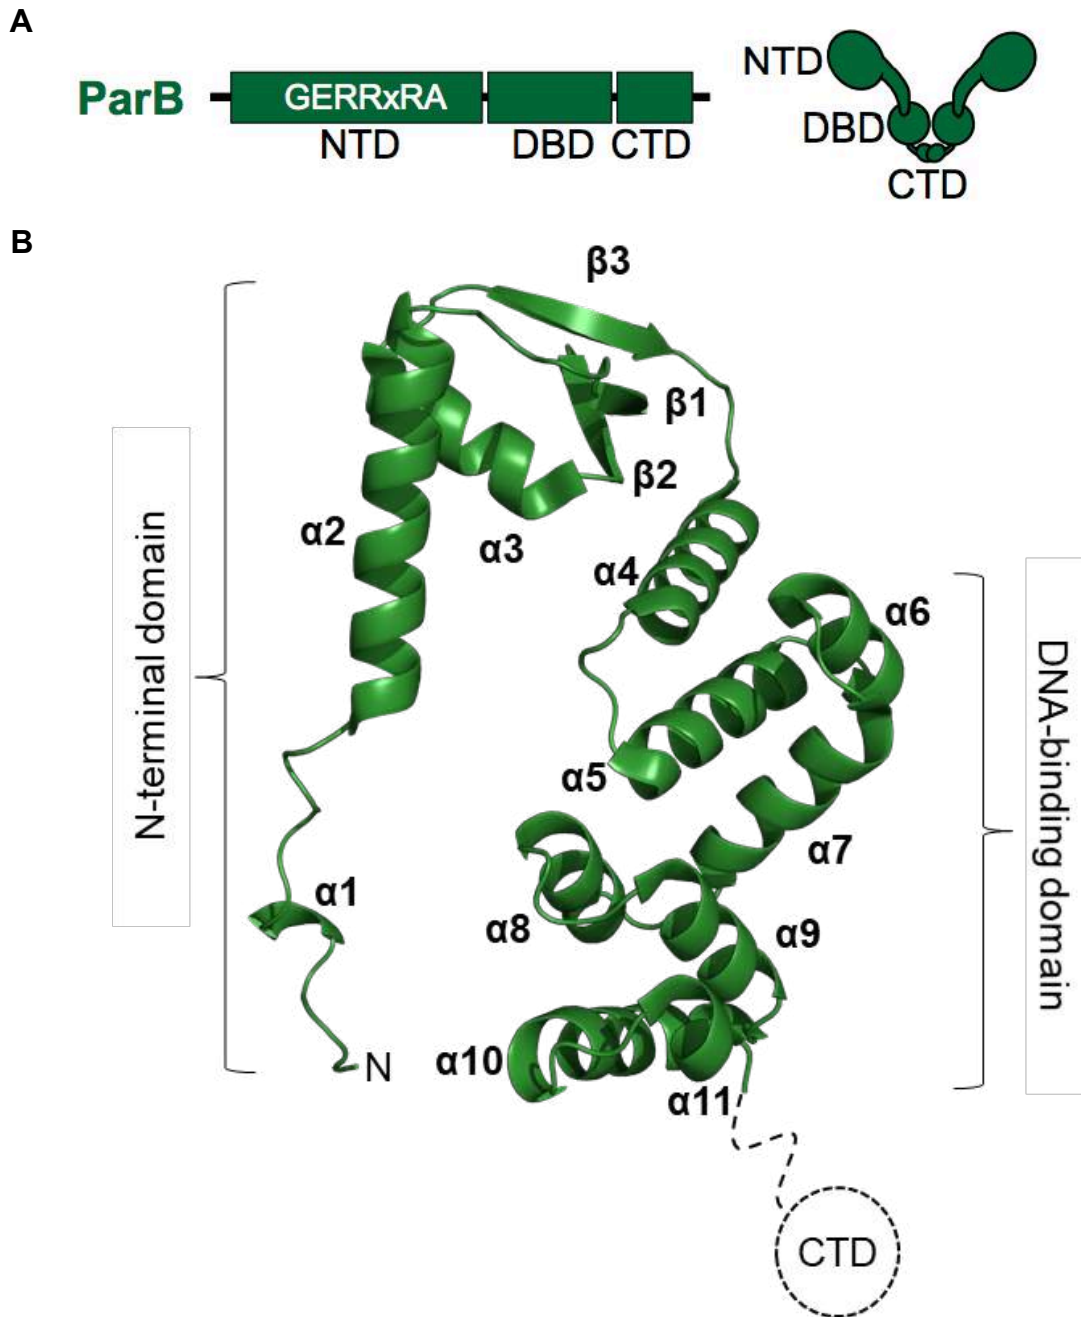 A
ParB
GERRxRA
NTD
DBD
CTD
NTD
DBD
CTD
B
β3
β1
β2
α2
α3
α4
α6
α5
α7
α1
α8
α9
N
α10
α11
N-terminal domain
DNA-binding domain
CTD